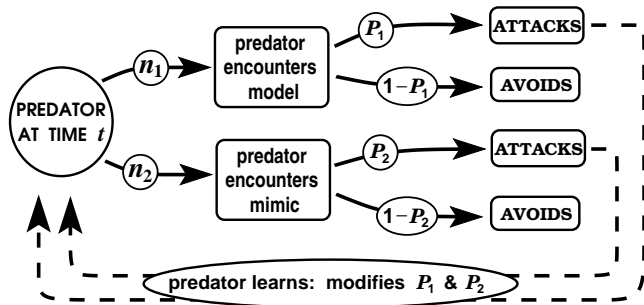 PREDATOR
AT TIME t
n₁
predator
encounters
model
P₁
ATTACKS
1−P₁
AVOIDS
n₂
predator
encounters
mimic
P₂
ATTACKS
1−P₂
AVOIDS
predator learns: modifies P₁ & P₂